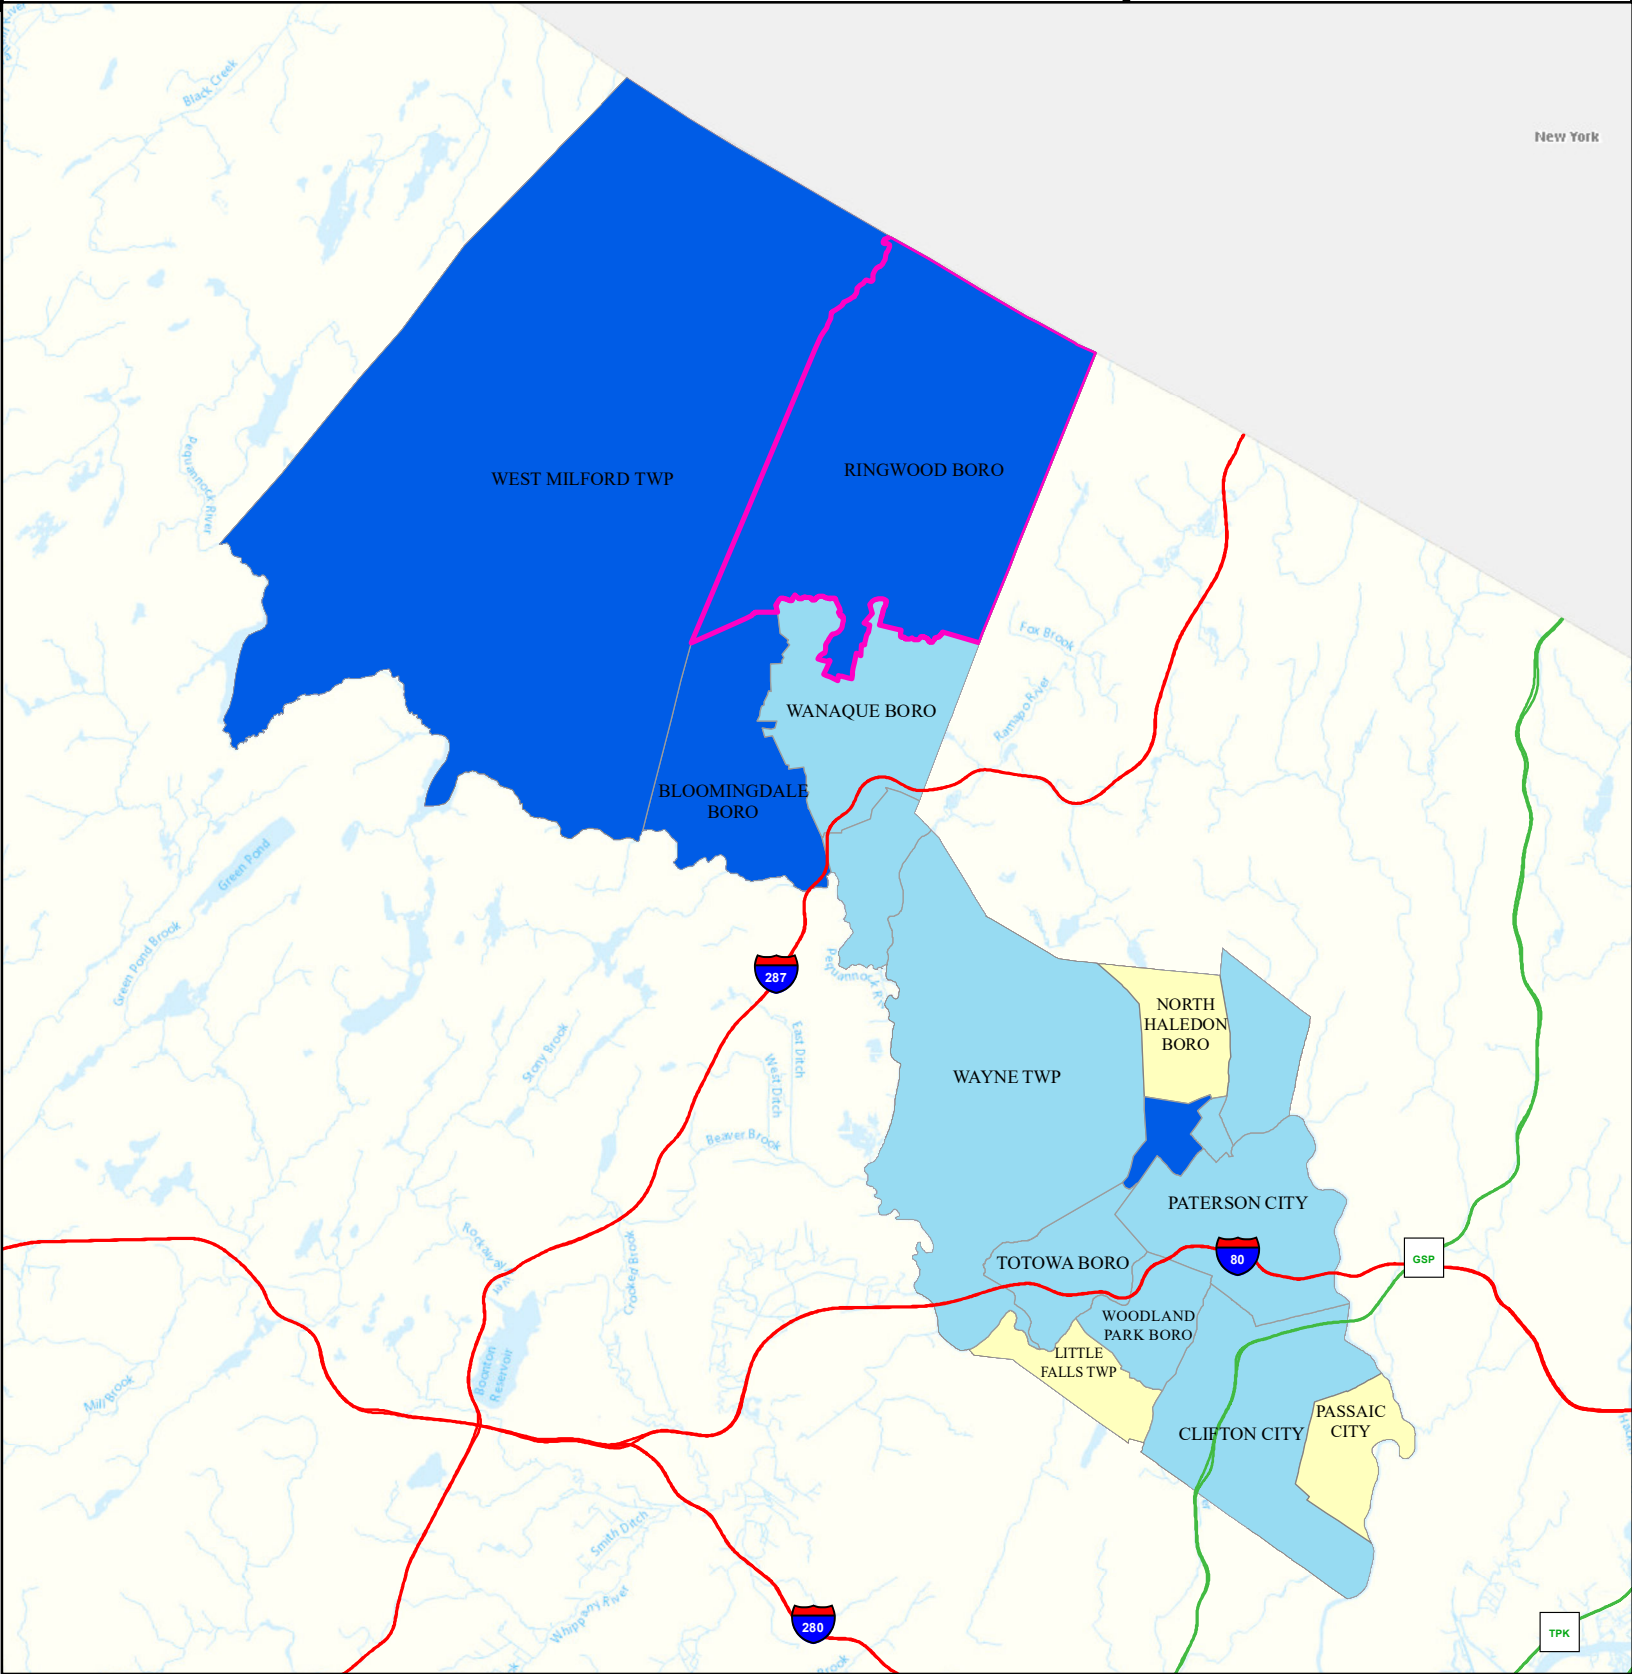 New York
Black Creek
Pequannock River
WEST MILFORD TWP
RINGWOOD BORO
Fox Brook
Ramapo River
WANAQUE BORO
BLOOMINGDALE
BORO
Green Pond
Green Pond Brook
287
Stony Brook
East Ditch
West Ditch
Beaver Brook
NORTH
HALEDON
BORO
WAYNE TWP
PATERSON CITY
TOTOWA BORO
80
GSP
Crooked Brook
WOODLAND
PARK BORO
LITTLE
FALLS TWP
Boonton
Reservoir
Mill Brook
CLIFTON CITY
PASSAIC
CITY
Smith Ditch
Whippany River
280
Brook
TPK